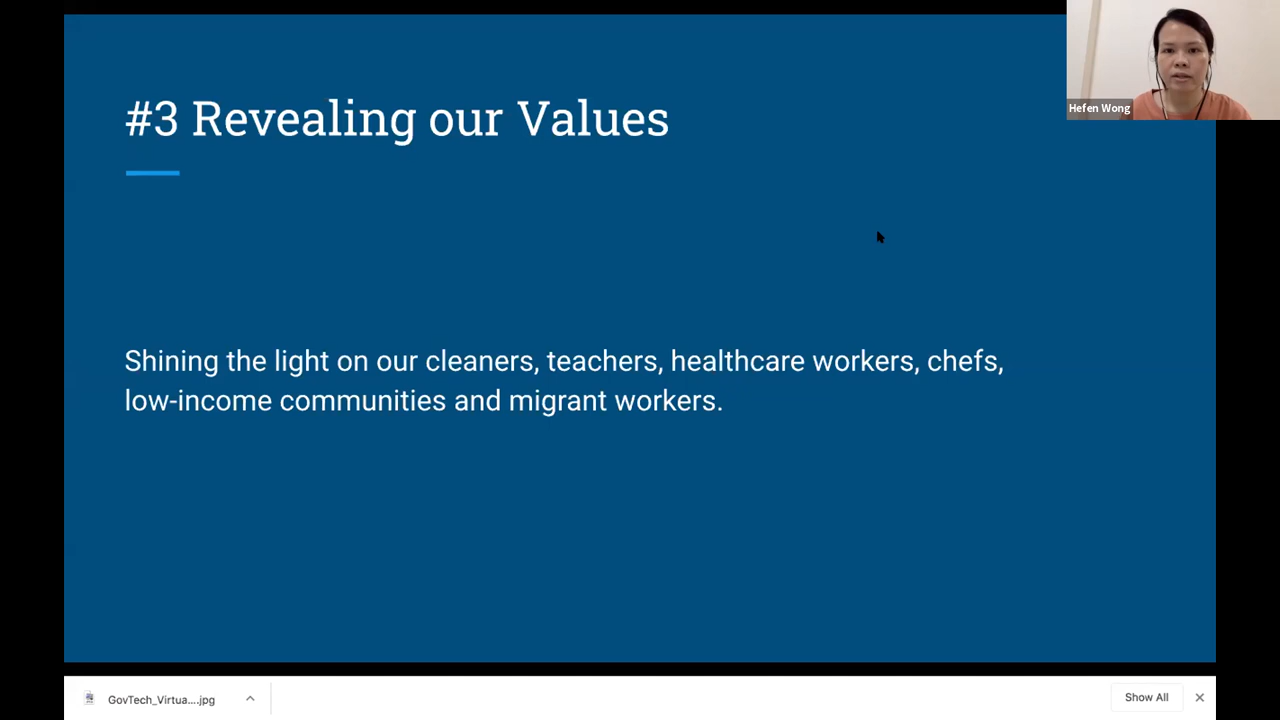 #3 Revealing our Values
Hefen Wong
Shining the light on our cleaners, teachers, healthcare workers, chefs,
low-income communities and migrant workers.
GovTech_Virtua....jpg
Show All